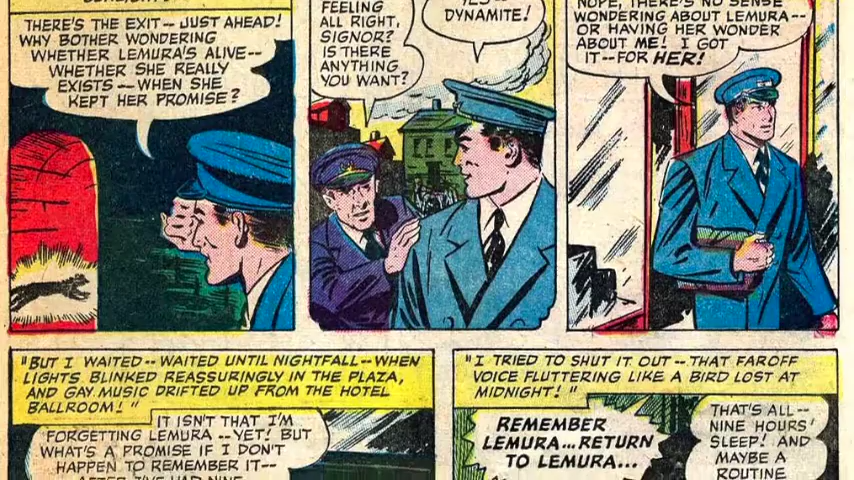 THERE'S THE EXIT -- JUST AHEAD!
WHY BOTHER WONDERING
WHETHER LEMURA'S ALIVE--
WHETHER SHE REALLY
EXISTS -- WHEN SHE
KEPT HER PROMISE?
FEELING
ALL RIGHT,
SIGNOR?
IS THERE
ANYTHING
YOU WANT?
YES--
DYNAMITE!
NOPE, THERE'S NO SENSE
WONDERING ABOUT LEMURA--
OR HAVING HER WONDER
ABOUT ME! I GOT
IT--FOR HER!
"BUT I WAITED -- WAITED UNTIL NIGHTFALL -- WHEN
LIGHTS BLINKED REASSURINGLY IN THE PLAZA,
AND GAY MUSIC DRIFTED UP FROM THE HOTEL
BALLROOM!"
IT ISN'T THAT I'M
FORGETTING LEMURA -- YET! BUT
WHAT'S A PROMISE IF I DON'T
HAPPEN TO REMEMBER IT--
AFTER I'VE HAD NINE
"I TRIED TO SHUT IT OUT -- THAT FAROFF
VOICE FLUTTERING LIKE A BIRD LOST AT
MIDNIGHT!"
REMEMBER
LEMURA... RETURN
TO LEMURA...
THAT'S ALL--
NINE HOURS'
SLEEP! AND
MAYBE A
ROUTINE